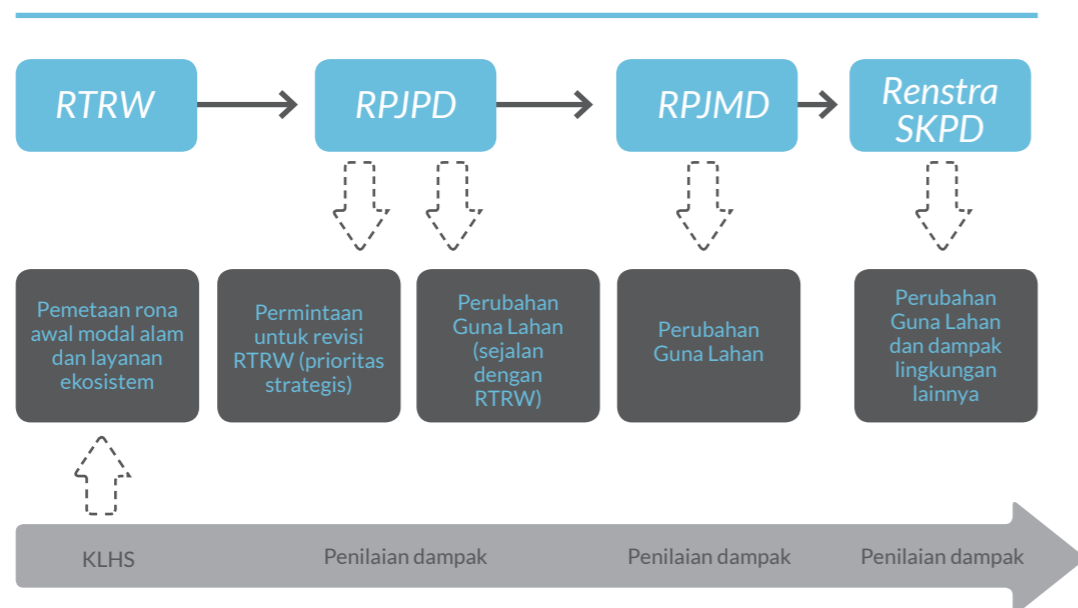 RTRW
RPJPD
RPJMD
Renstra
SKPD
Pemetaan rona
awal modal alam
dan layanan
ekosistem
Permintaan
untuk revisi
RTRW (prioritas
strategis)
Perubahan
Guna Lahan
(sejalan
dengan
RTRW)
Perubahan
Guna Lahan
Perubahan
Guna Lahan
dan dampak
lingkungan
lainnya
KLHS
Penilaian dampak
Penilaian dampak
Penilaian dampak